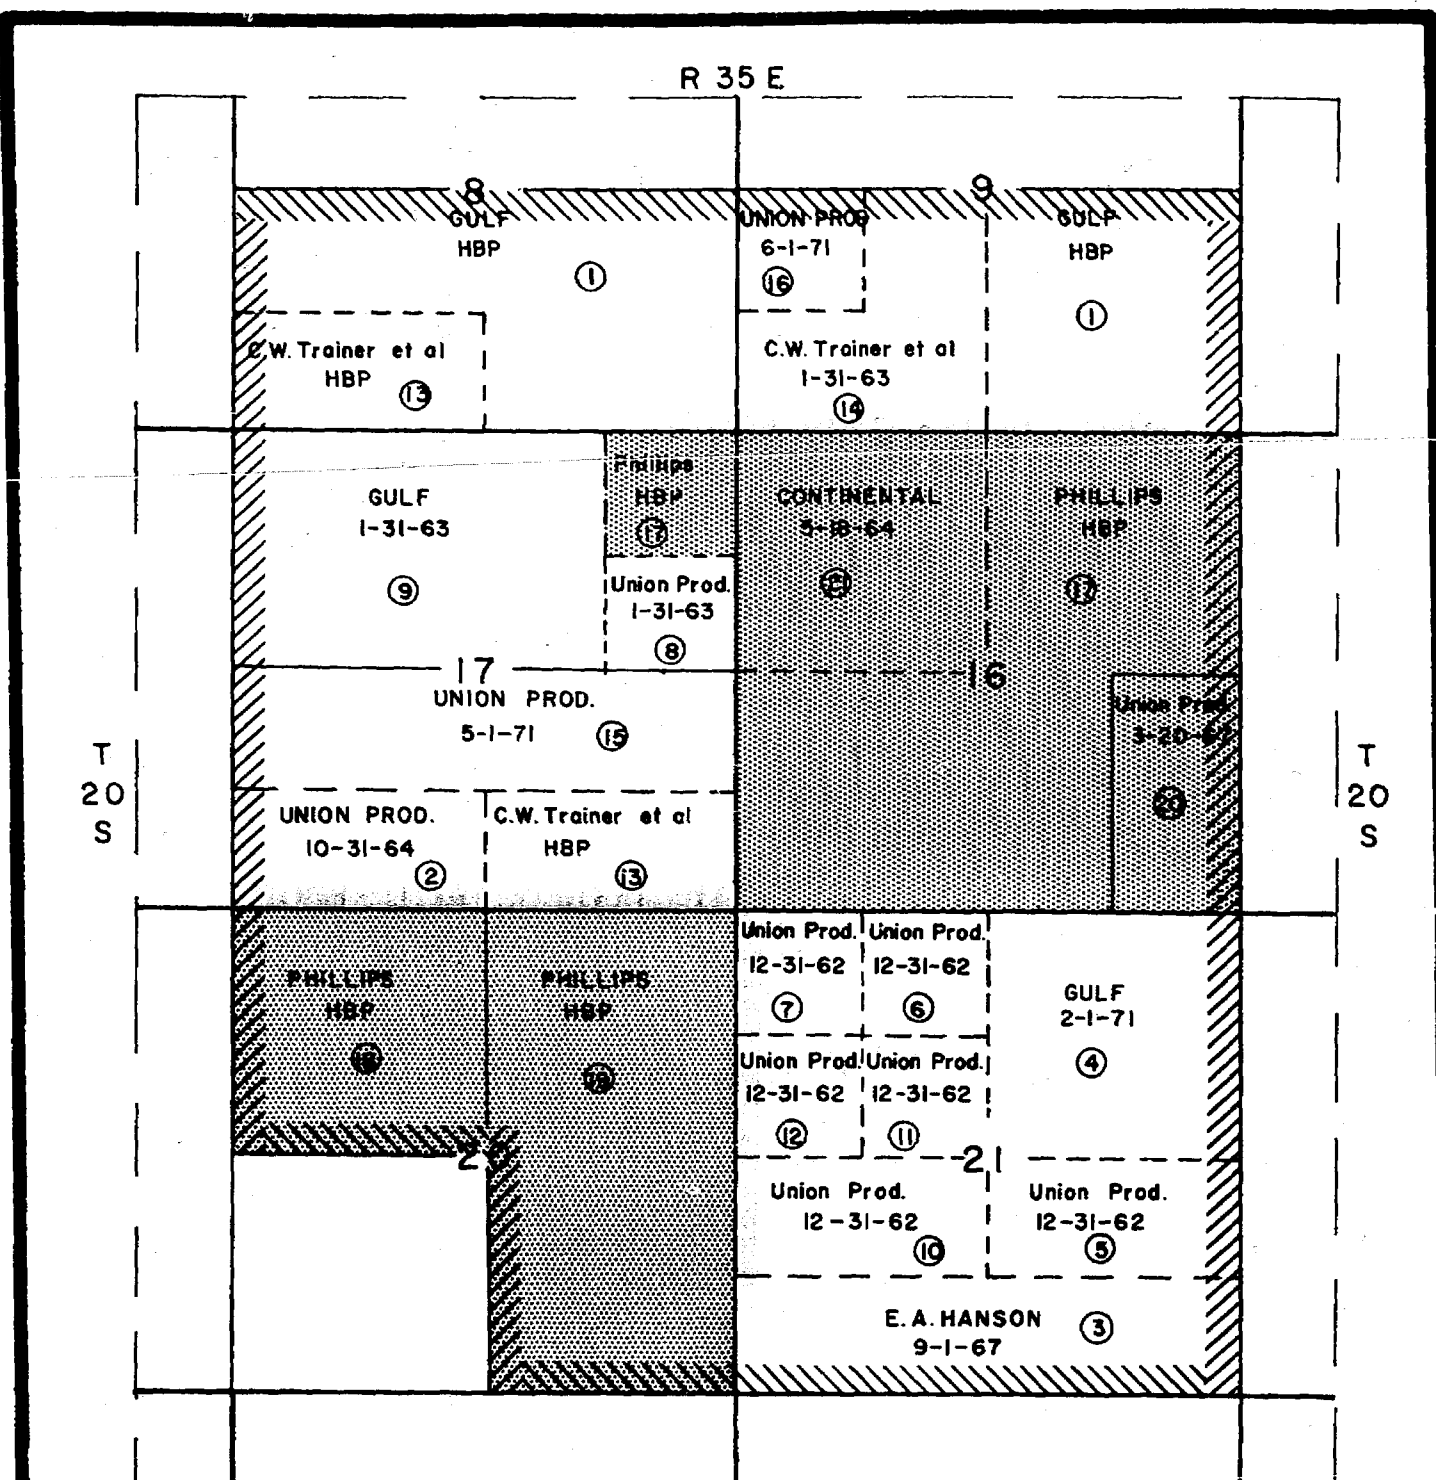 R 35 E
8
GULF
HBP
1
C.W. Trainer et al
HBP
13
9
UNION PROD
6-1-71
16
GULF
HBP
1
C.W. Trainer et al
1-31-63
14
GULF
1-31-63
9
Phillips
HBP
17
Union Prod.
1-31-63
8
CONTINENTAL
5-18-64
PHILLIPS
HBP
17
17
UNION PROD.
5-1-71
15
16
Union Prod.
20
T
20
S
T
20
S
UNION PROD.
10-31-64
2
C.W. Trainer et al
HBP
13
PHILLIPS
HBP
18
PHILLIPS
HBP
19
Union Prod.
12-31-62
7
Union Prod.
12-31-62
6
GULF
2-1-71
4
Union Prod.
12-31-62
12
Union Prod.
12-31-62
11
21
Union Prod.
12-31-62
10
Union Prod.
12-31-62
5
E. A. HANSON
9-1-67
3